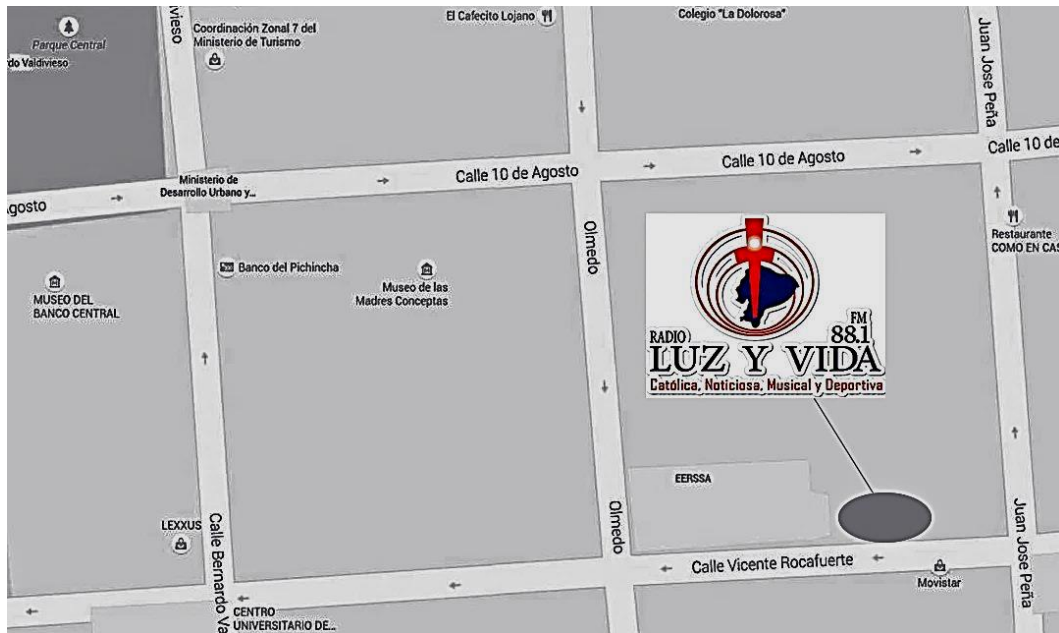 Parque Central
do Valdivieso
vieso
Coordinación Zonal 7 del
Ministerio de Turismo
El Cafecito Lojano
Colegio "La Dolorosa"
Juan Jose Peña
Calle 10 de Agosto
Calle 10 de Agosto
Calle 10 de
Ministerio de
Desarrollo Urbano y...
Agosto
Olmedo
Restaurante
COMO EN CAS
Banco del Pichincha
Museo de las
Madres Conceptas
MUSEO DEL
BANCO CENTRAL
RADIO
FM
88.1
LUZ Y VIDA
Católica, Noticiosa, Musical y Deportiva
EERSSA
LEXXUS
Calle Bernardo Va
Olmedo
Calle Vicente Rocafuerte
Juan Jose Peña
Movistar
CENTRO
UNIVERSITARIO DE...